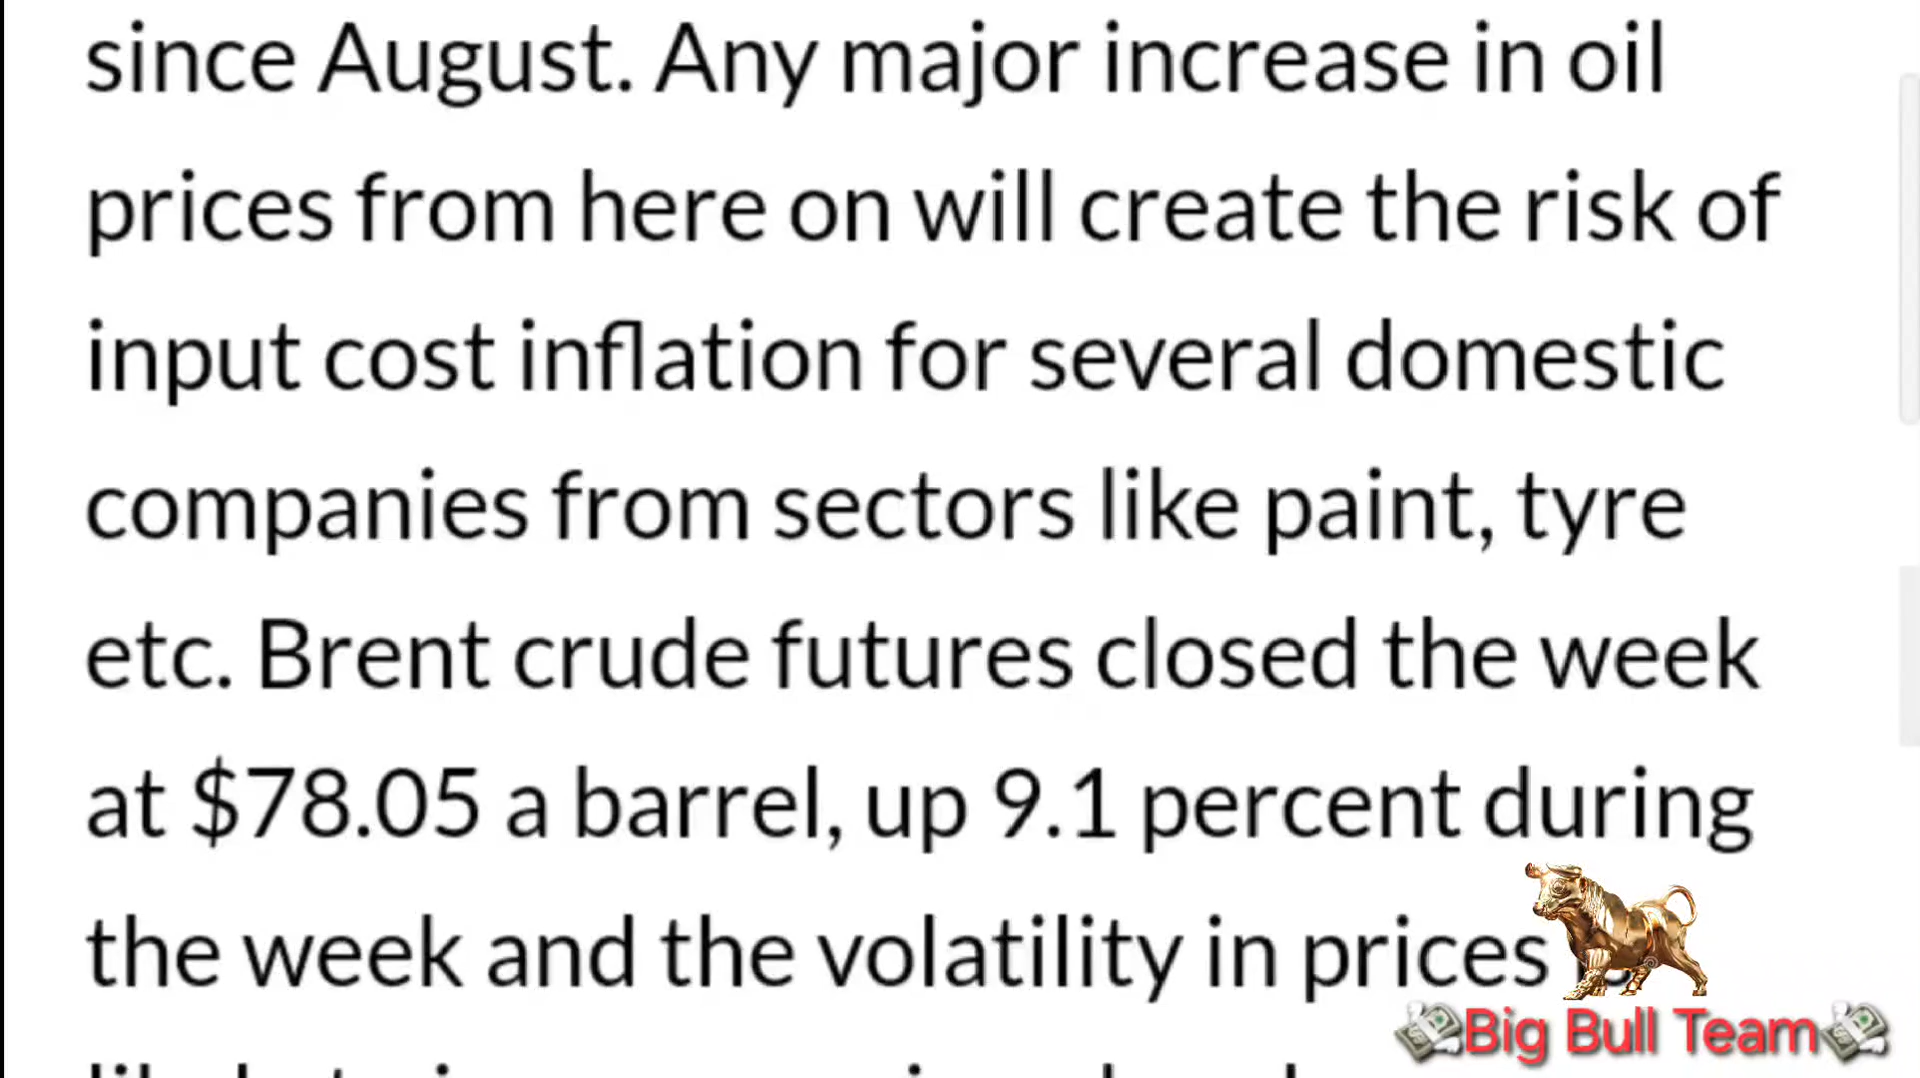 since August. Any major increase in oil
prices from here on will create the risk of
input cost inflation for several domestic
companies from sectors like paint, tyre
etc. Brent crude futures closed the week
at $78.05 a barrel, up 9.1 percent during
the week and the volatility in prices
Big Bull Team